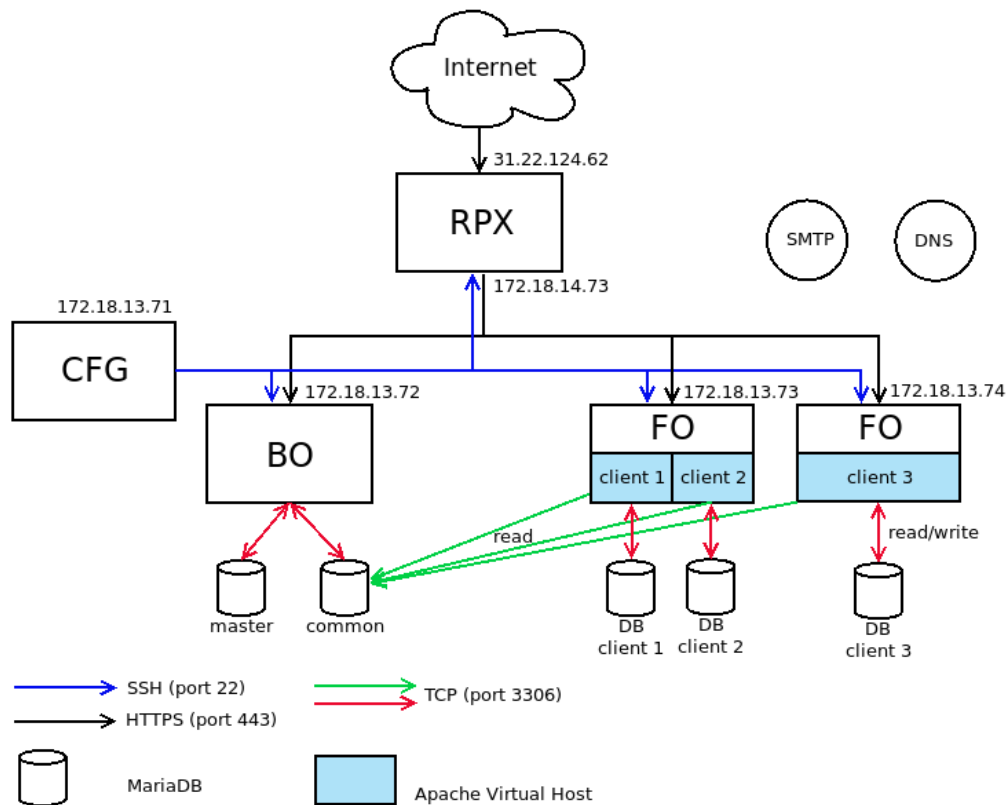 Internet
31.22.124.62
RPX
SMTP
DNS
172.18.14.73
172.18.13.71
CFG
172.18.13.72
172.18.13.73
172.18.13.74
BO
FO
FO
client 1
client 2
client 3
read
read/write
master
common
DB
client 1
DB
client 2
DB
client 3
SSH (port 22)
TCP (port 3306)
HTTPS (port 443)
MariaDB
Apache Virtual Host